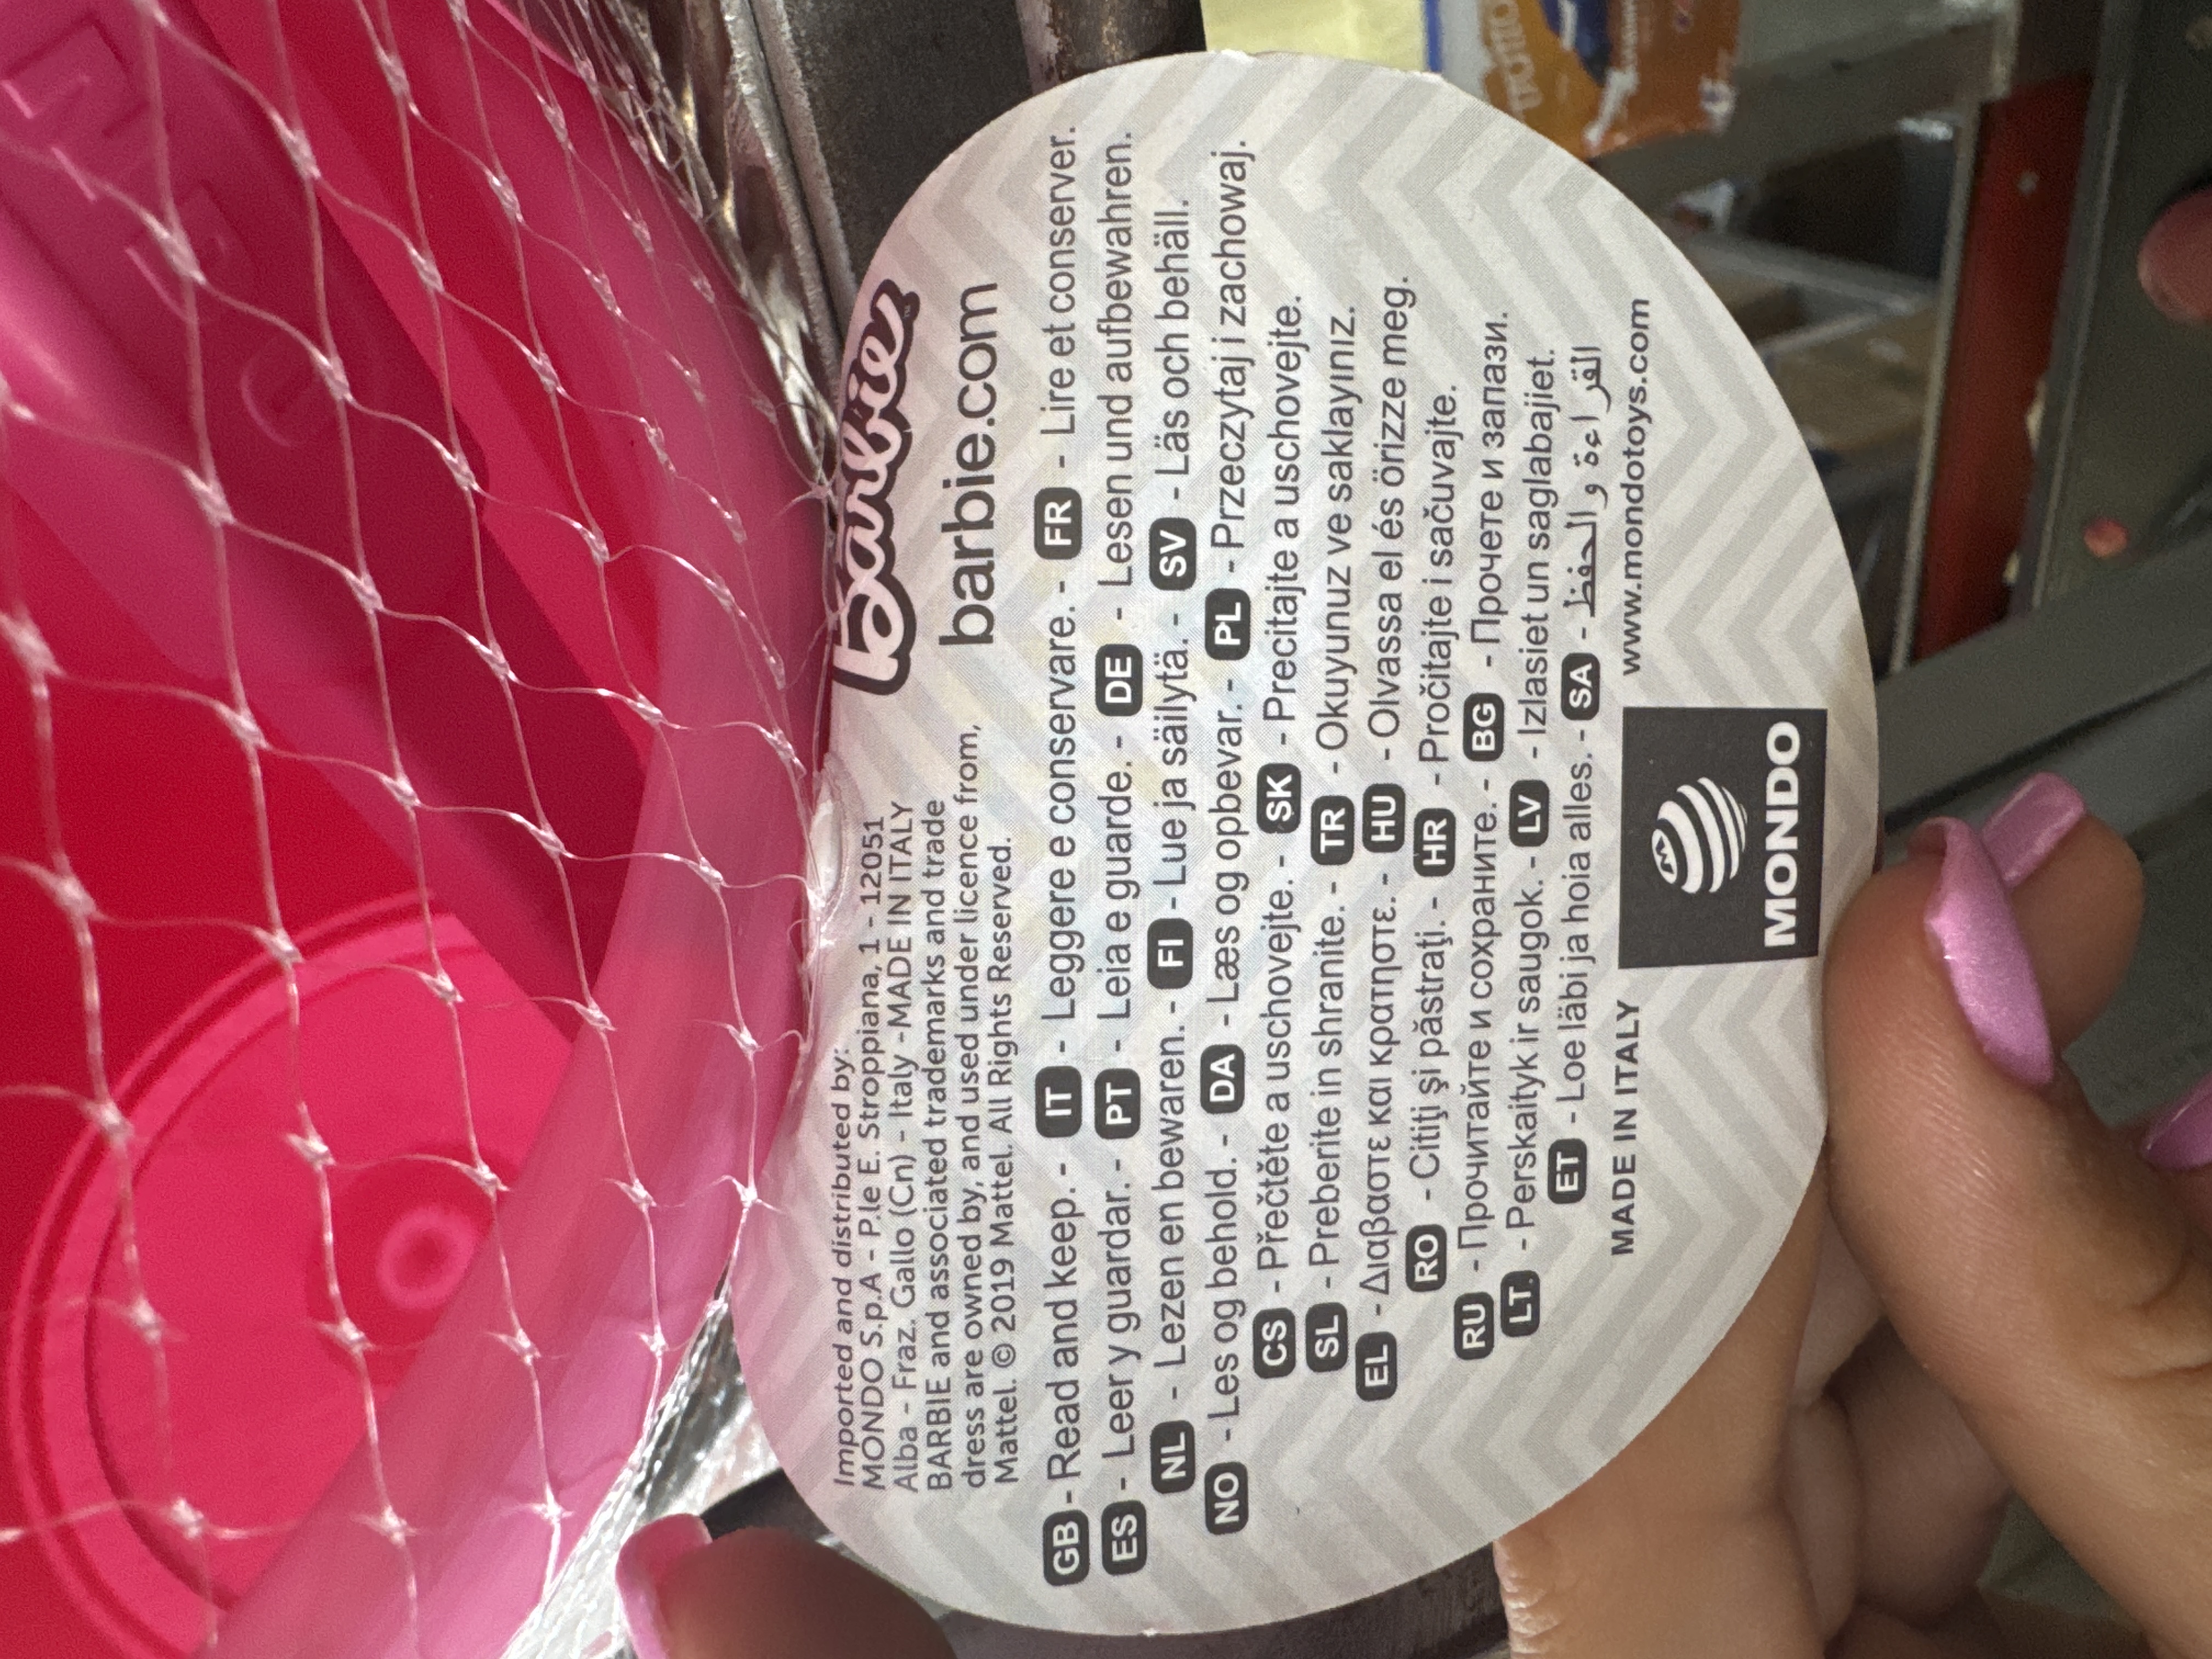 Barbie
barbie.com
Imported and distributed by:
MONDO S.p.A - P.le E. Stroppiana, 1 - 12051
Alba - Fraz. Gallo (Cn) - Italy - MADE IN ITALY
BARBIE and associated trademarks and trade
dress are owned by, and used under licence from,
Mattel. © 2019 Mattel. All Rights Reserved.
GB - Read and keep. - IT - Leggere e conservare. - FR - Lire et conserver.
ES - Leer y guardar. - PT - Leia e guarde. - DE - Lesen und aufbewahren.
NL - Lezen en bewaren. - FI - Lue ja säilytä. - SV - Läs och behäll.
NO - Les og behold. - DA - Læs og opbevar. - PL - Przeczytaj i zachowaj.
CS - Přečtěte a uschovejte. - SK - Precitajte a uschovejte.
SL - Preberite in shranite. - TR - Okuyunuz ve saklayınız.
EL - Διαβαστε και κρατηστε. - HU - Olvassa el és örizze meg.
RO - Citiţi şi păstraţi. - HR - Pročitajte i sačuvajte.
RU - Прочитайте и сохраните. - BG - Прочете и запази.
LT - Perskaityk ir saugok. - LV - Izlasiet un saglabajiet.
ET - Loe läbi ja hoia alles. - SA - القراءة و الحفظ
MADE IN ITALY
MONDO
www.mondotoys.com